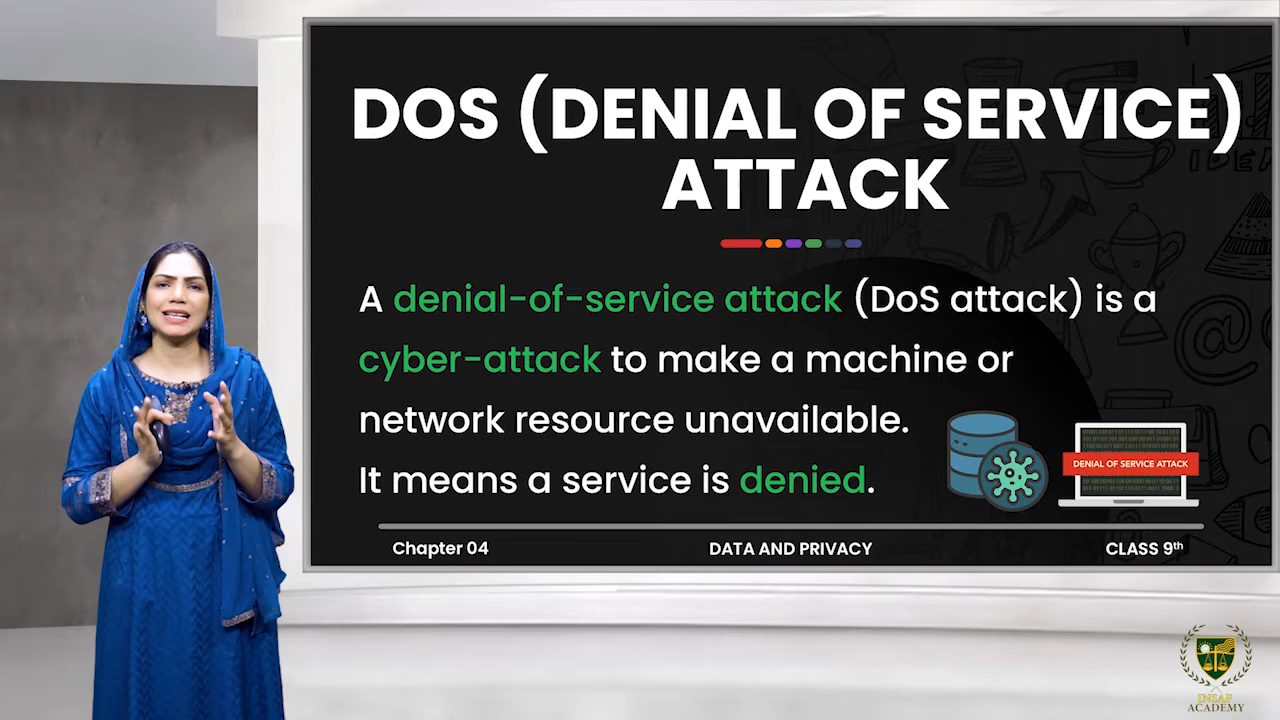 DOS (DENIAL OF SERVICE)
ATTACK
A denial-of-service attack (DoS attack) is a
cyber-attack to make a machine or
network resource unavailable.
It means a service is denied.
DENIAL OF SERVICE ATTACK
Chapter 04 DATA AND PRIVACY CLASS 9th
IDEA
INSAF
ACADEMY